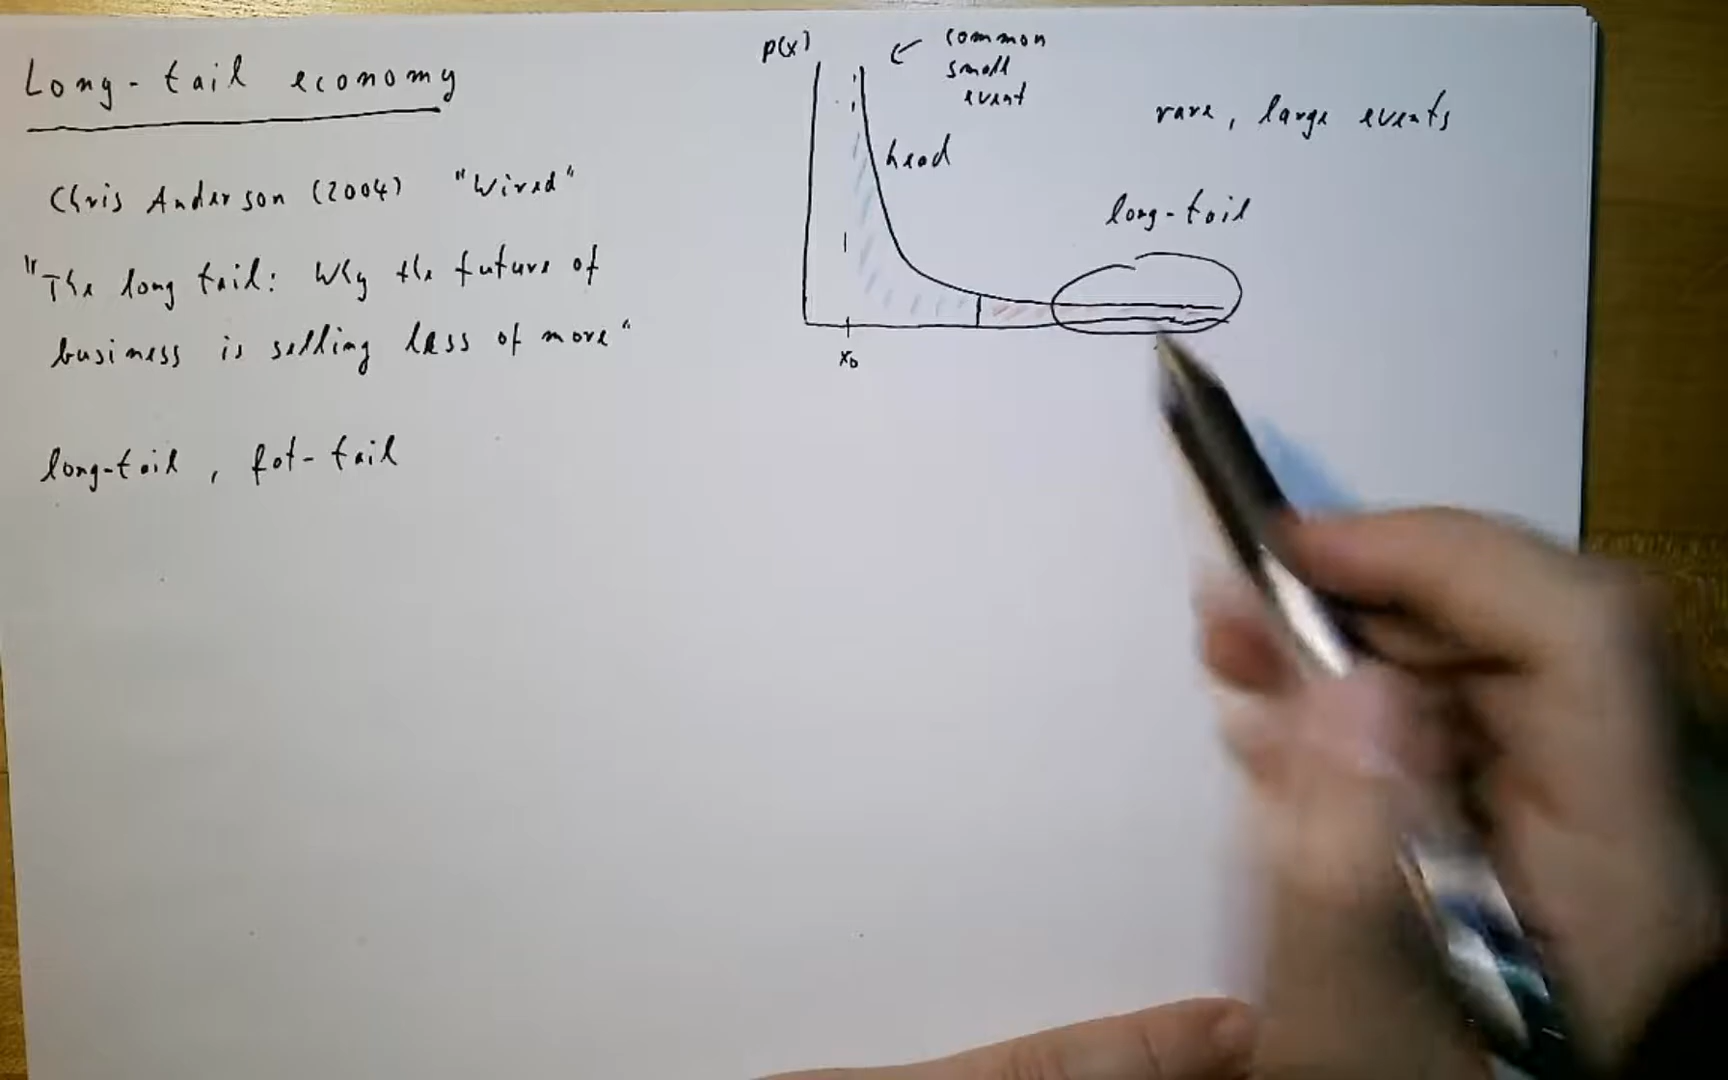 Long-tail economy
Chris Anderson (2004) "Wired"
"The long tail: Why the future of
business is selling less of more"
long-tail, fat-tail
p(x)
common
small
event
head
rare, large events
long-tail
x₀